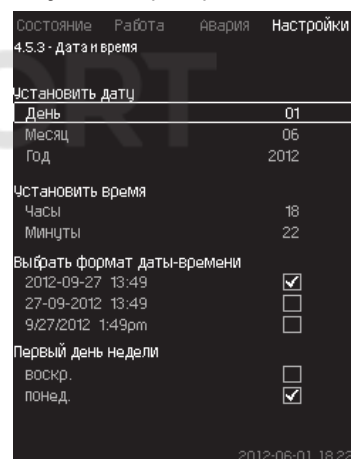 Состояние Работа Авария Настройки
4.5.3 - Дата и время
Установить дату
День 01
Месяц 06
Год 2012
Установить время
Часы 18
Минуты 22
Выбрать формат даты-времени
2012-09-27 13:49
27-09-2012 13:49
9/27/2012 1:49pm
Первый день недели
воскр.
понед.
2012-06-01 18:22